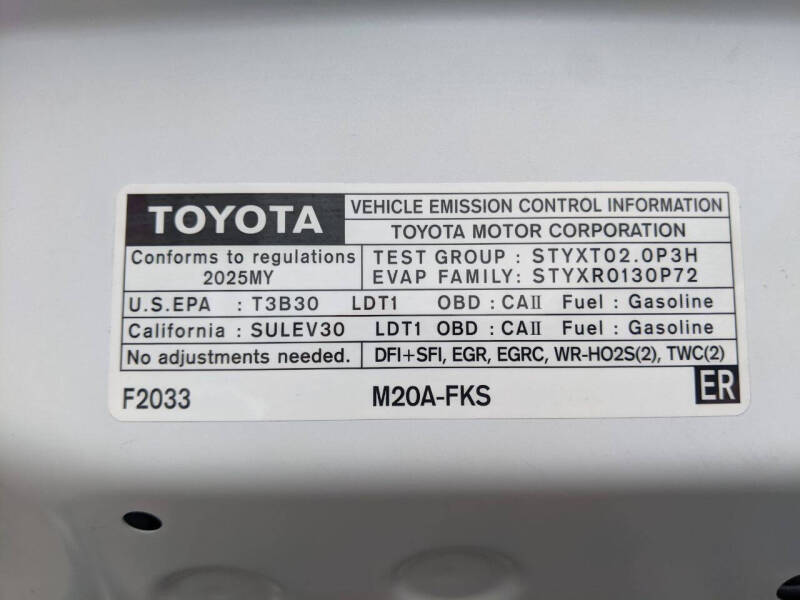 TOYOTA
VEHICLE EMISSION CONTROL INFORMATION
TOYOTA MOTOR CORPORATION
Conforms to regulations
2025MY
TEST GROUP : STYXT02.0P3H
EVAP FAMILY: STYXR0130P72
U.S.EPA : T3B30 LDT1 OBD : CAII Fuel : Gasoline
California : SULEV30 LDT1 OBD : CAII Fuel : Gasoline
No adjustments needed. DFI+SFI, EGR, EGRC, WR-HO2S(2), TWC(2)
F2033 M20A-FKS ER